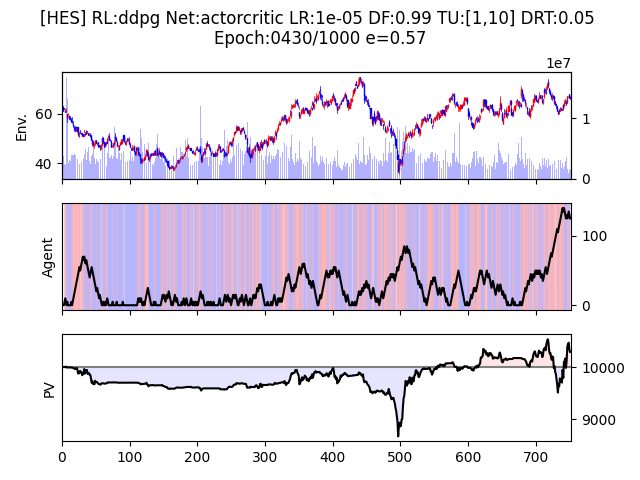 [HES] RL:ddpg Net:actorcritic LR:1e-05 DF:0.99 TU:[1,10] DRT:0.05
Epoch:0430/1000 e=0.57
1e7
Env.
60
40
1
0
Agent
100
0
PV
10000
9000
0 100 200 300 400 500 600 700